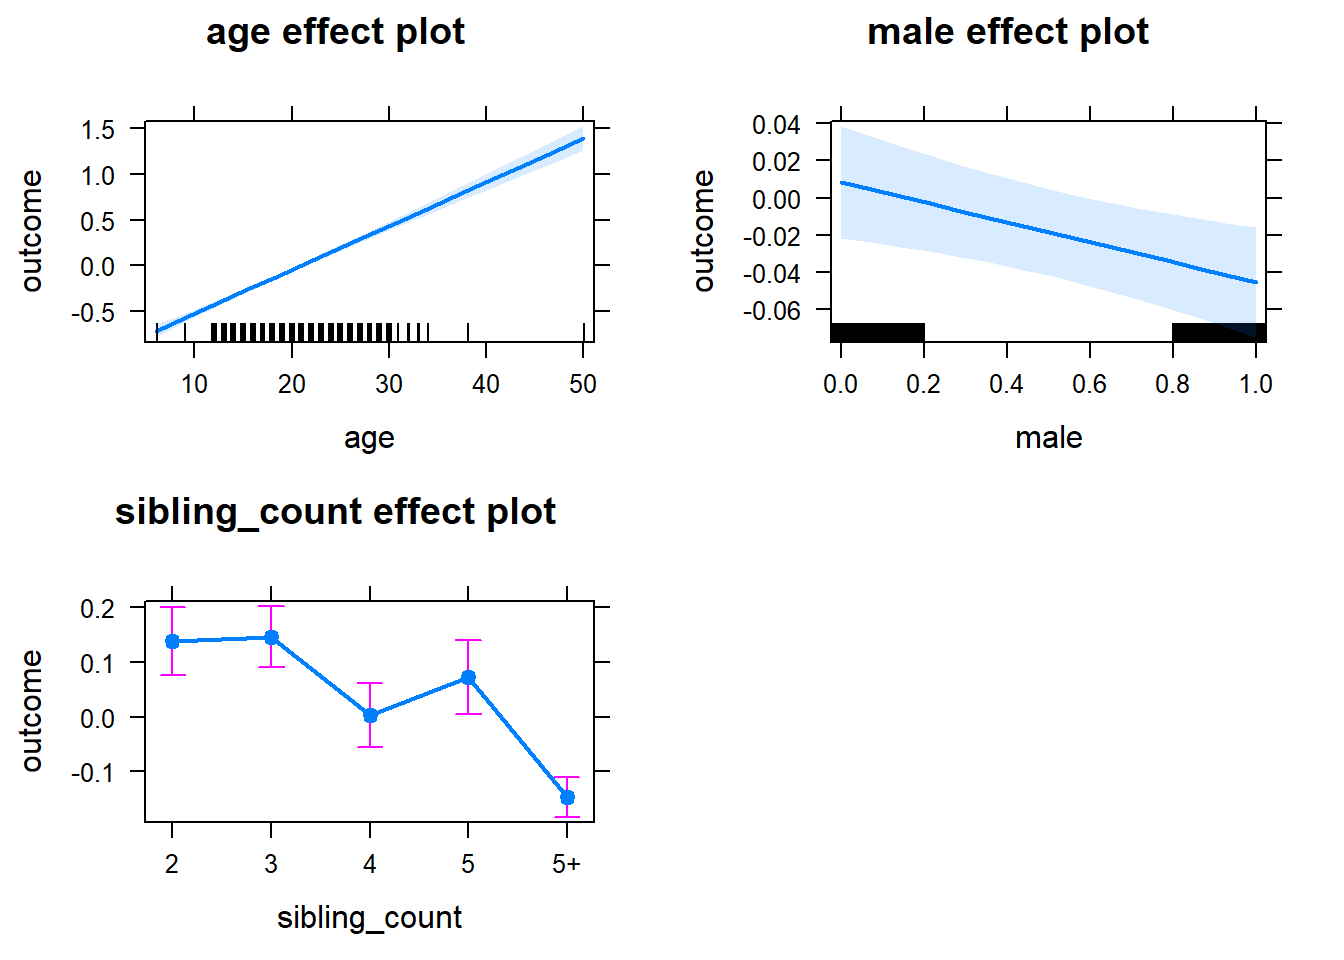 age effect plot
outcome
1.5
1.0
0.5
0.0
-0.5
10 20 30 40 50
age
male effect plot
outcome
0.04
0.02
0.00
-0.02
-0.04
-0.06
0.0 0.2 0.4 0.6 0.8 1.0
male
sibling_count effect plot
outcome
0.2
0.1
0.0
-0.1
2 3 4 5 5+
sibling_count